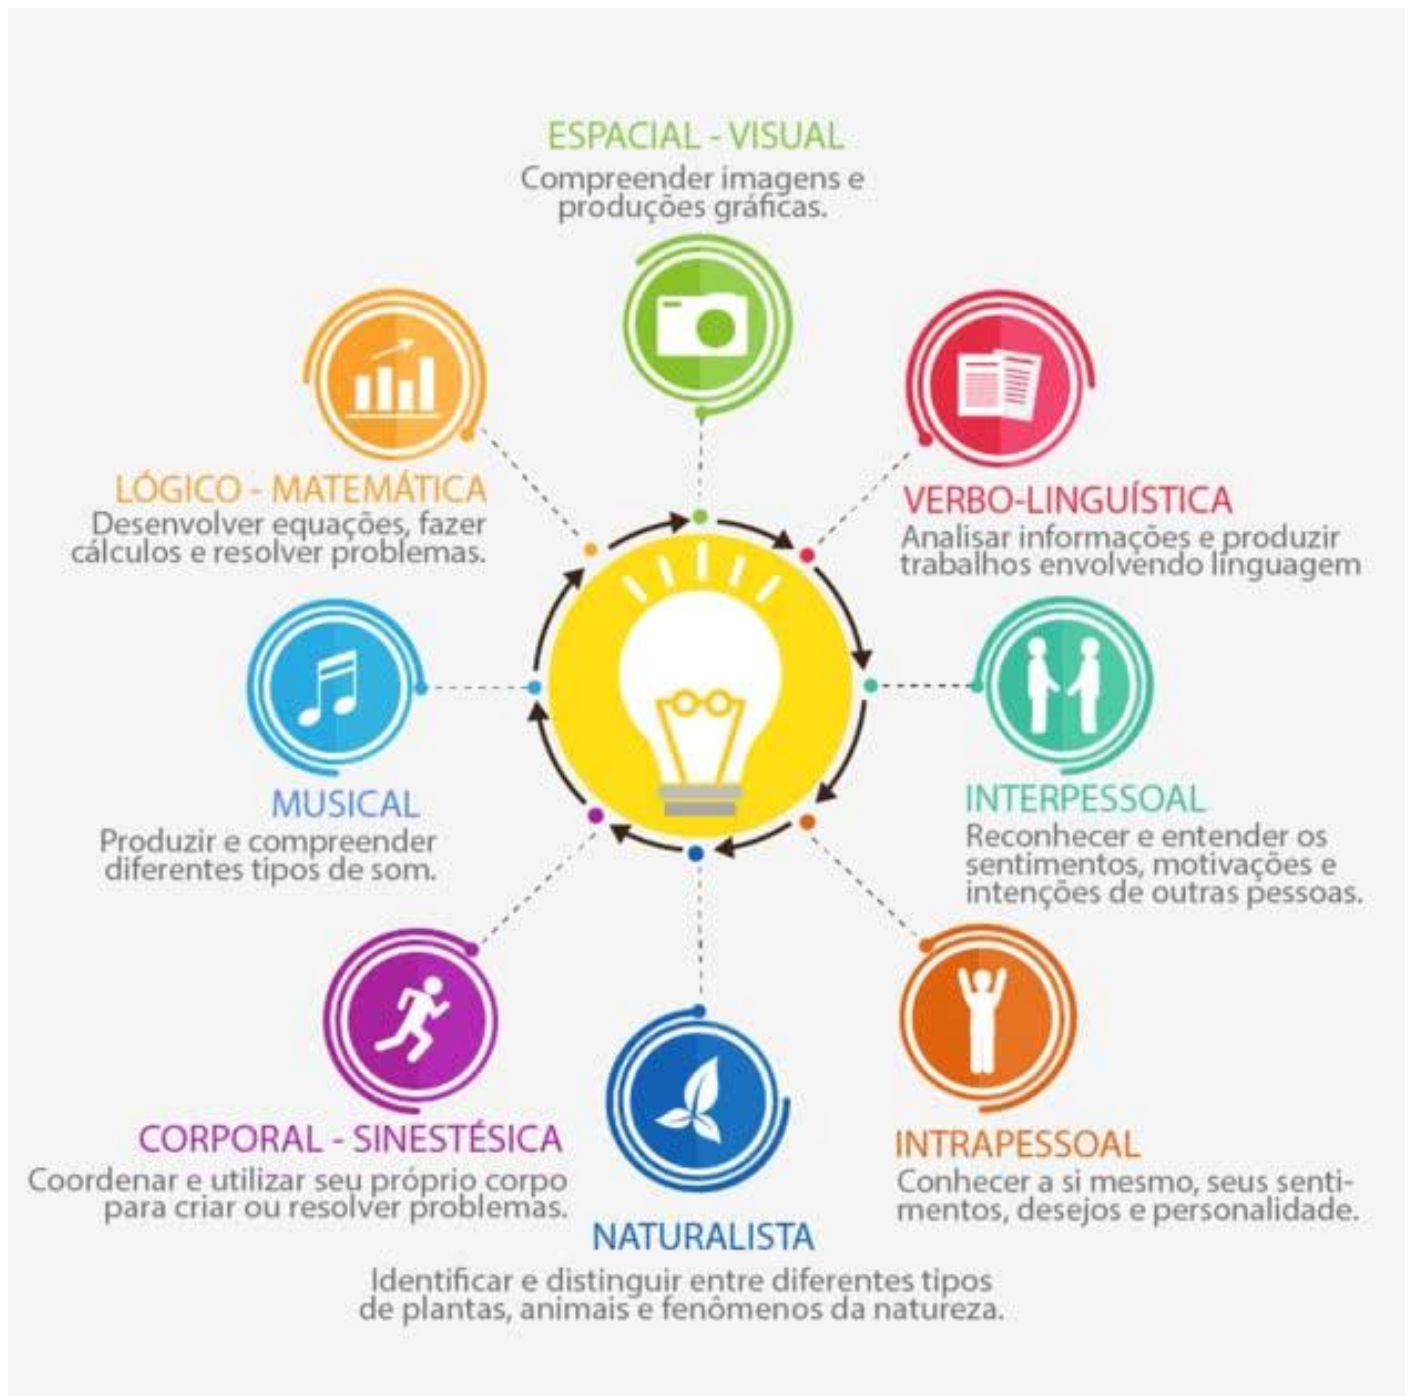 ESPACIAL - VISUAL
Compreender imagens e
produções gráficas.
LÓGICO - MATEMÁTICA
Desenvolver equações, fazer
cálculos e resolver problemas.
VERBO-LINGUÍSTICA
Analisar informações e produzir
trabalhos envolvendo linguagem
MUSICAL
Produzir e compreender
diferentes tipos de som.
INTERPESSOAL
Reconhecer e entender os
sentimentos, motivações e
intenções de outras pessoas.
CORPORAL - SINESTÉSICA
Coordenar e utilizar seu próprio corpo
para criar ou resolver problemas.
INTRAPESSOAL
Conhecer a si mesmo, seus senti-
mentos, desejos e personalidade.
NATURALISTA
Identificar e distinguir entre diferentes tipos
de plantas, animais e fenômenos da natureza.